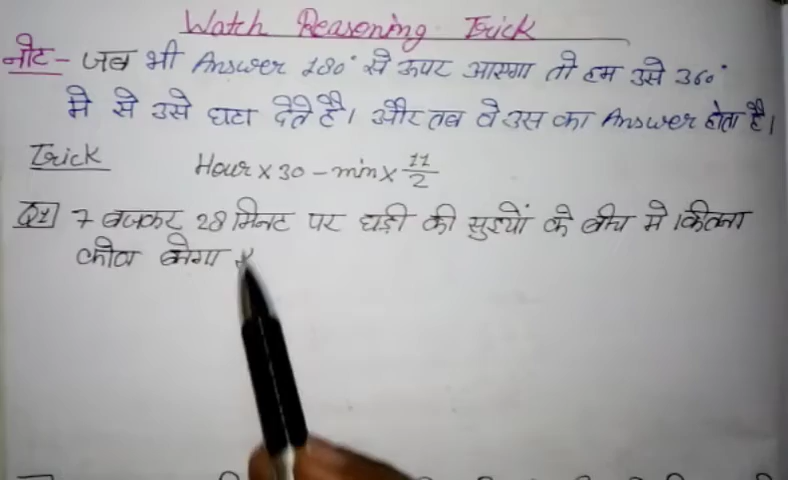 Watch Reasoning Trick
नोट - जब भी Answer 180° से ऊपर आएगा तो हम उसे 360°
मे से उसे घटा देते है। और तब वे उस का Answer होता है।
Trick Hour × 30 - min × 11/2
Q1 7 बजकर 28 मिनट पर घड़ी की सुइयों के बीच मे कितना
कोण बनेगा